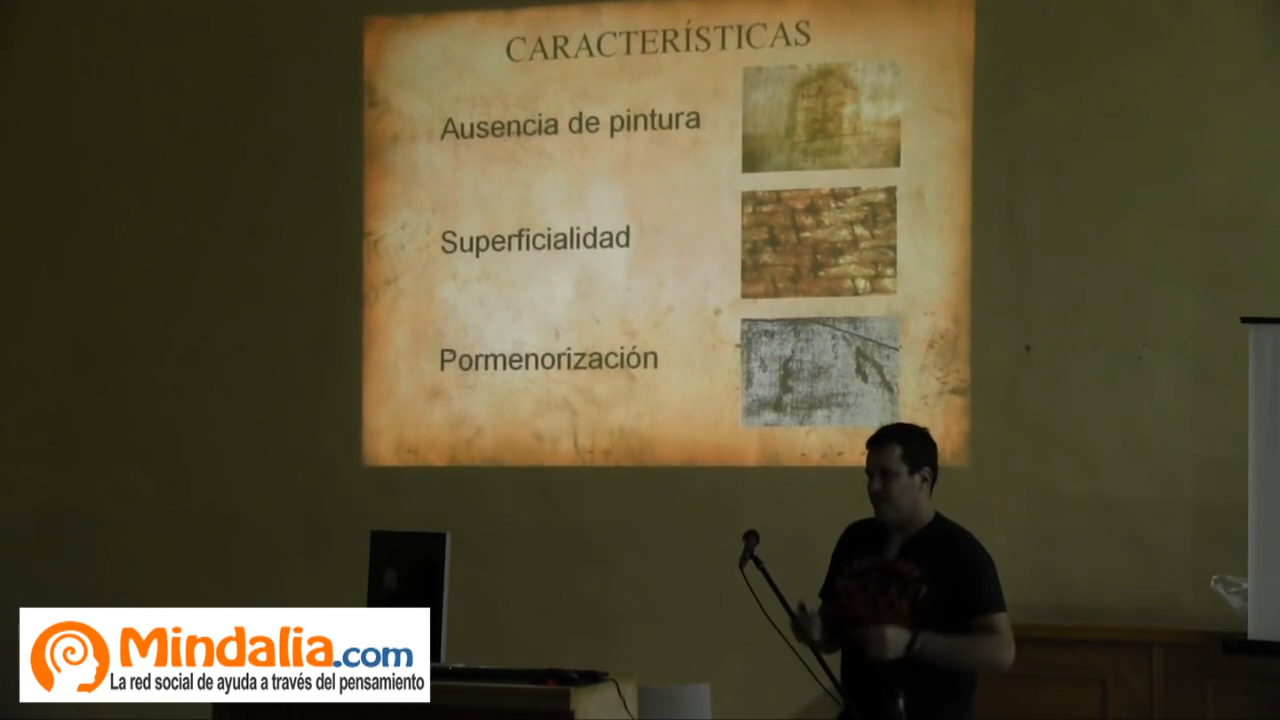 CARACTERÍSTICAS
Ausencia de pintura
Superficialidad
Pormenorización
Mindalia.com
La red social de ayuda a través del pensamiento